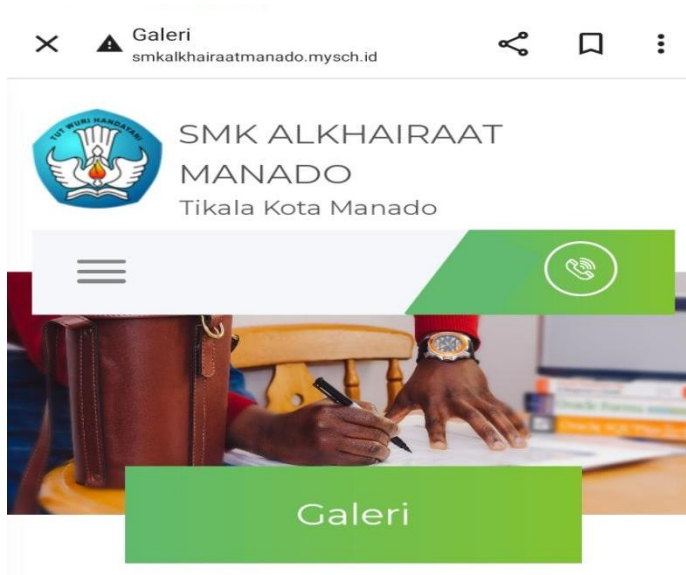 Galeri
smkalkhairaatmanado.mysch.id
TUT WURI HANDAYANI
SMK ALKHAIRAAT
MANADO
Tikala Kota Manado
Galeri